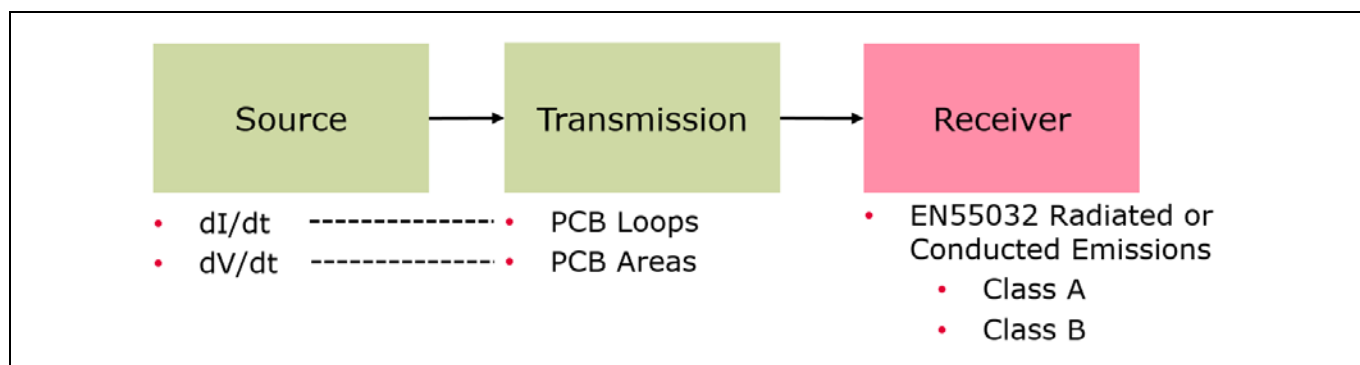 Source
Transmission
Receiver
• dI/dt
• PCB Loops
• dV/dt
• PCB Areas
• EN55032 Radiated or
Conducted Emissions
• Class A
• Class B